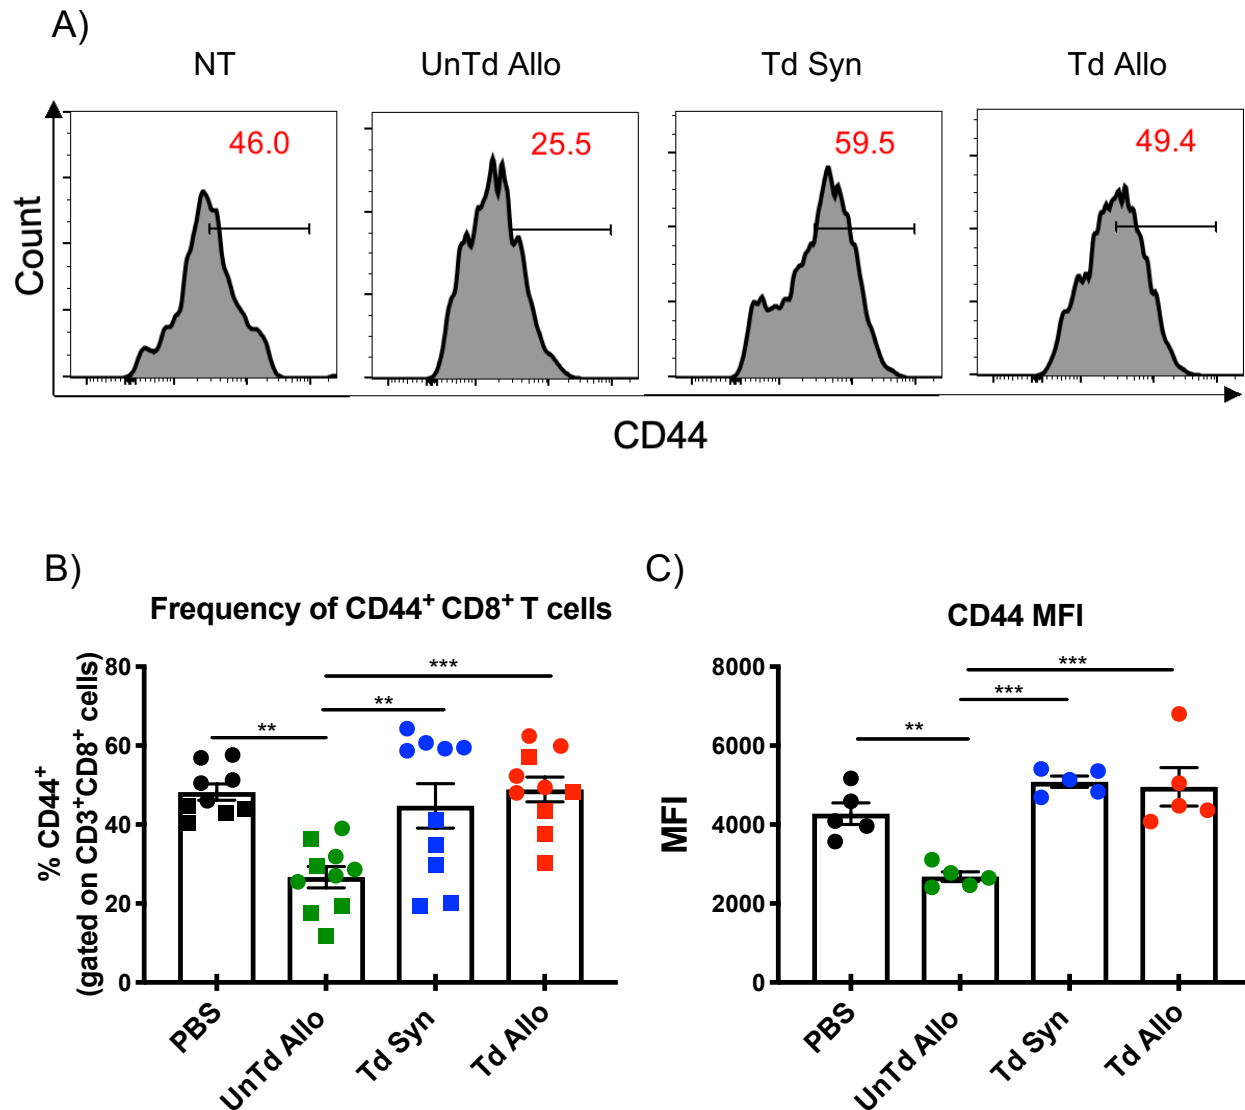 A)
NT UnTd Allo Td Syn Td Allo
46.0 25.5 59.5 49.4
Count
CD44
B) C)
Frequency of CD44⁺ CD8⁺ T cells
CD44 MFI
% CD44⁺
(gated on CD3⁺CD8⁺ cells)
80
60
40
20
0
** ** ***
PBS UnTd Allo Td Syn Td Allo
MFI
8000
6000
4000
2000
0
** *** ***
PBS UnTd Allo Td Syn Td Allo